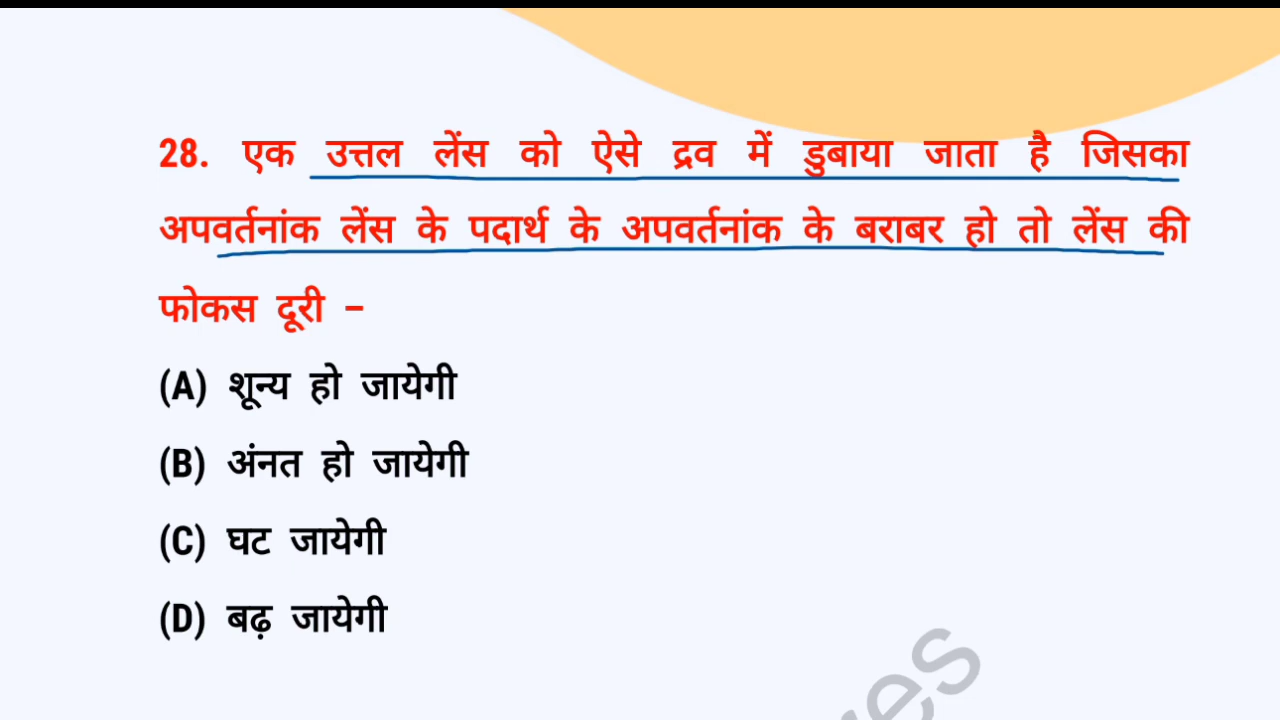 28. एक उत्तल लेंस को ऐसे द्रव में डुबाया जाता है जिसका
अपवर्तनांक लेंस के पदार्थ के अपवर्तनांक के बराबर हो तो लेंस की
फोकस दूरी –
(A) शून्य हो जायेगी
(B) अंनत हो जायेगी
(C) घट जायेगी
(D) बढ़ जायेगी